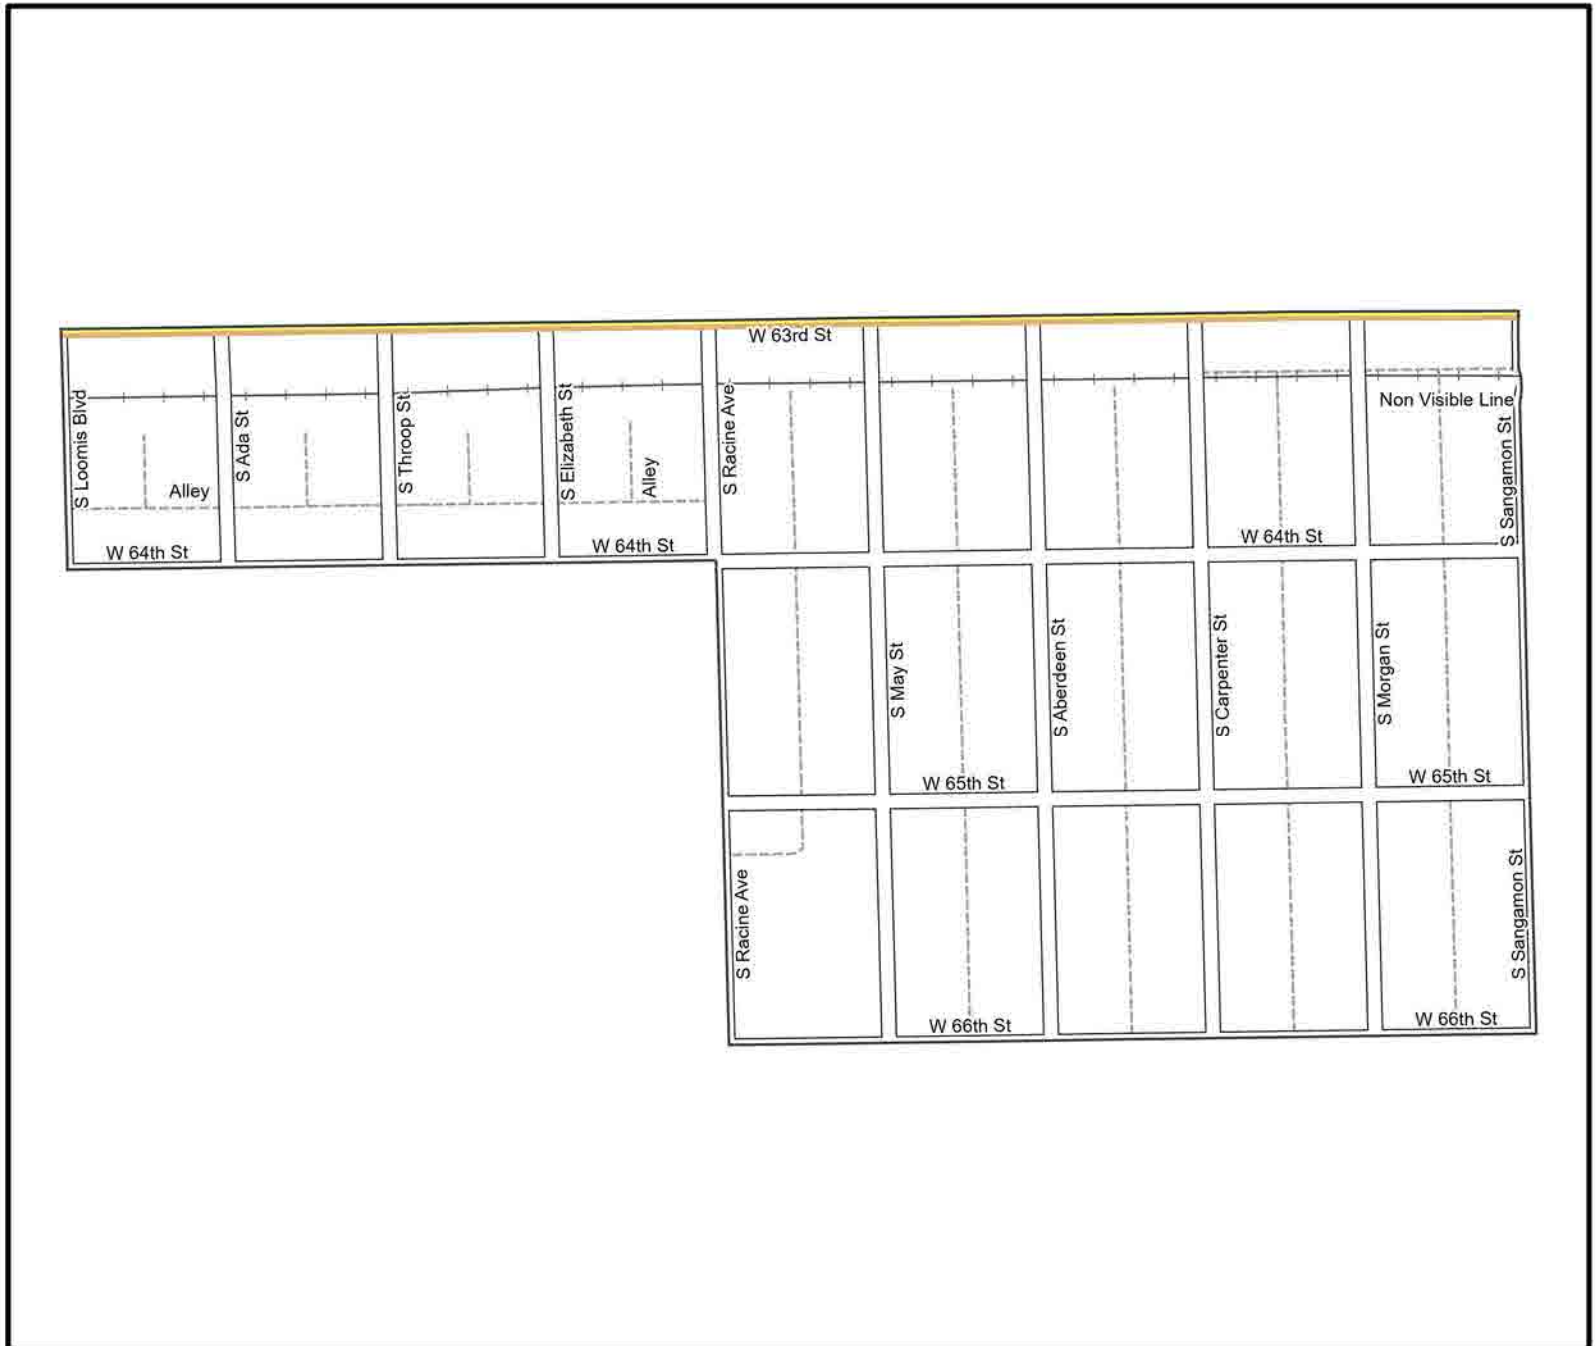 W 63rd St
Non Visible Line
S Loomis Blvd
S Ada St
S Throop St
S Elizabeth St
S Racine Ave
S Sangamon St
Alley
Alley
W 64th St
W 64th St
W 64th St
S May St
S Aberdeen St
S Carpenter St
S Morgan St
W 65th St
W 65th St
S Racine Ave
S Sangamon St
W 66th St
W 66th St